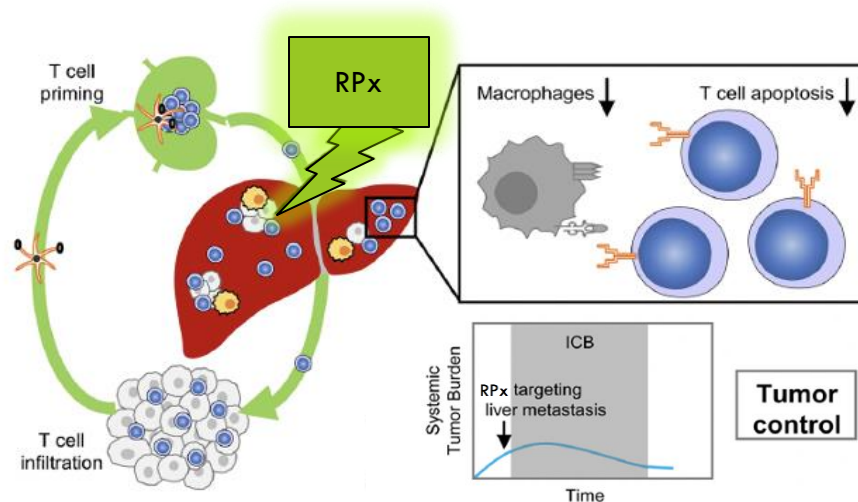 T cell
priming
RPx
Macrophages
T cell apoptosis
T cell
infiltration
ICB
RPx targeting
liver metastasis
Systemic
Tumor Burden
Time
Tumor
control